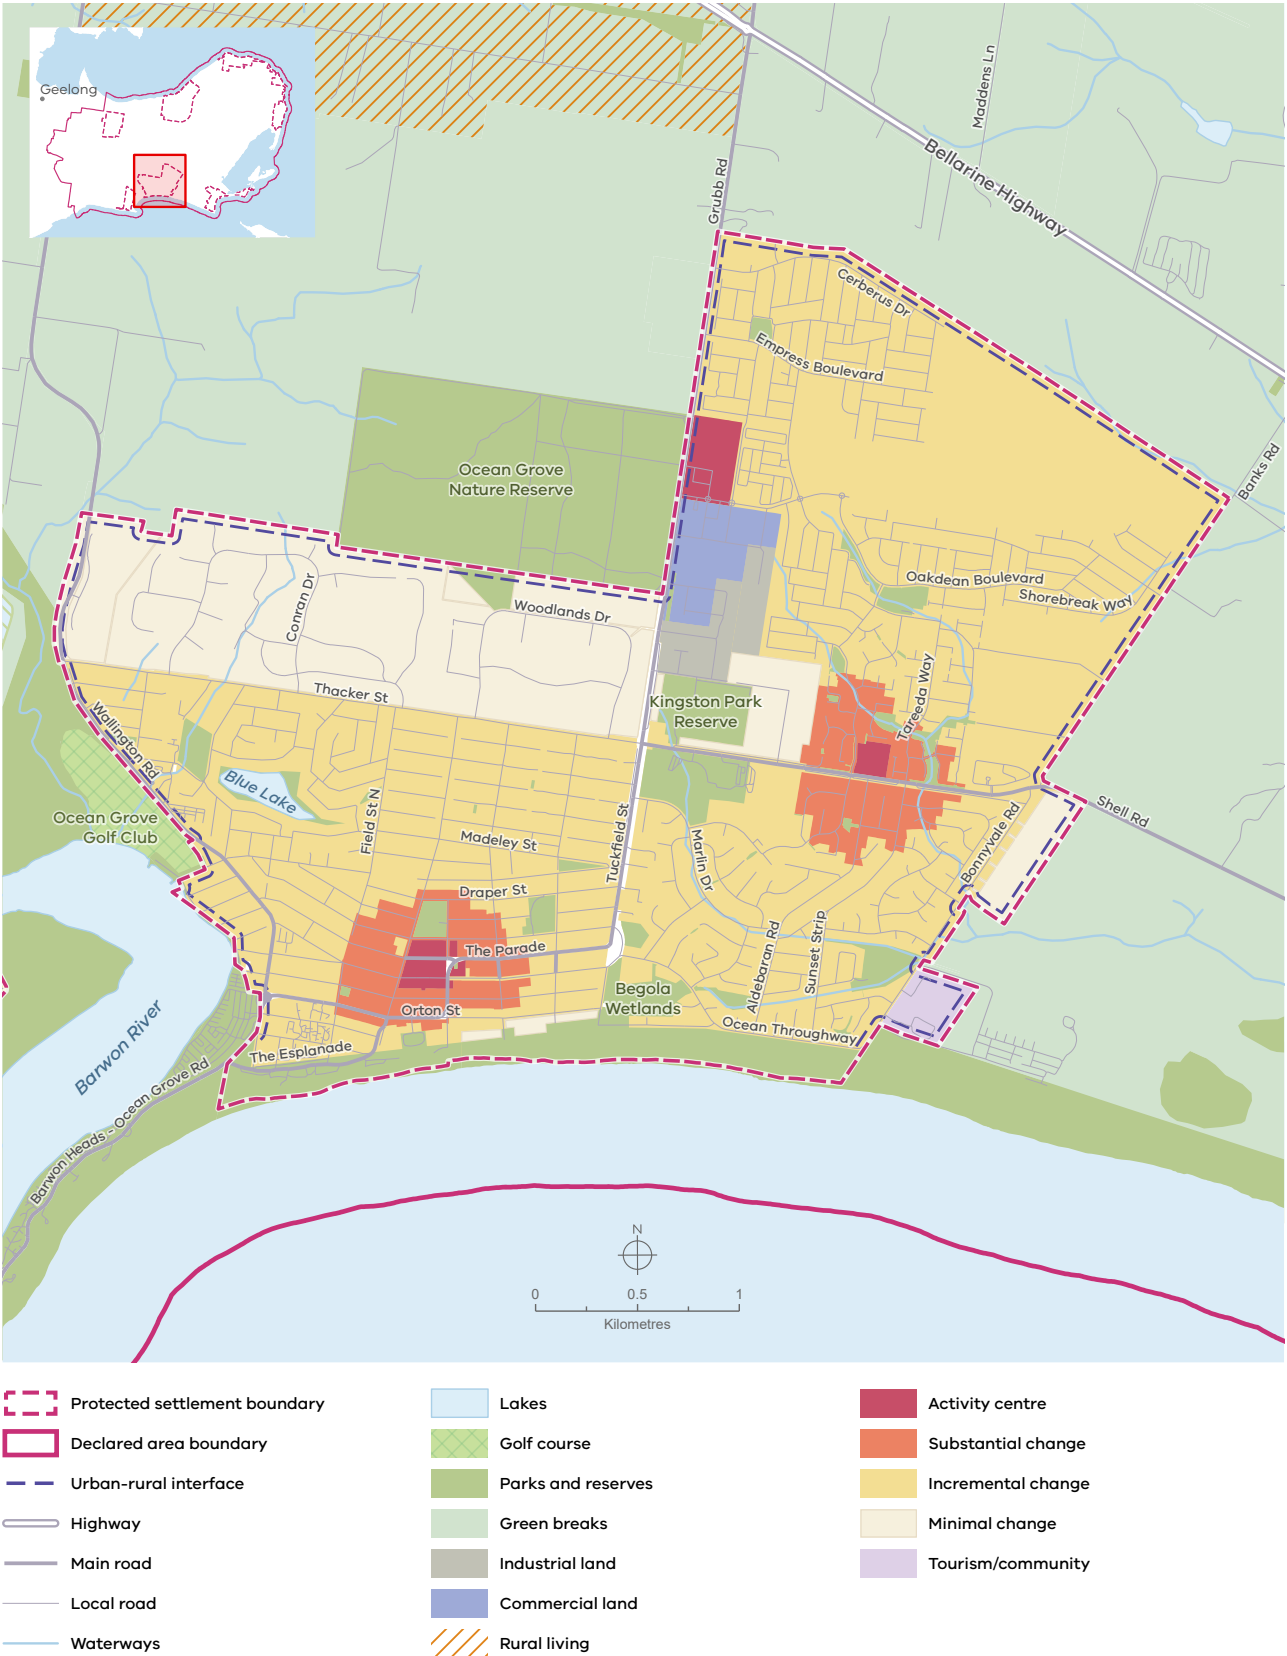 Geelong
Maddens Ln
Bellarine Highway
Grubb Rd
Cerberus Dr
Empress Boulevard
Banks Rd
Ocean Grove
Nature Reserve
Oakdean Boulevard
Shorebreak Way
Conran Dr
Woodlands Dr
Thacker St
Kingston Park
Reserve
Tareeda Way
Wallington Rd
Blue Lake
Ocean Grove
Golf Club
Field St N
Madeley St
Tuckfield St
Marlin Dr
Bonnyvale Rd
Shell Rd
Draper St
The Parade
Aldebaran Rd
Sunset Strip
Begola
Wetlands
Orton St
Ocean Throughway
The Esplanade
Barwon River
Barwon Heads - Ocean Grove Rd
N
0 0.5 1
Kilometres
Protected settlement boundary
Declared area boundary
Urban-rural interface
Highway
Main road
Local road
Waterways
Lakes
Golf course
Parks and reserves
Green breaks
Industrial land
Commercial land
Rural living
Activity centre
Substantial change
Incremental change
Minimal change
Tourism/community